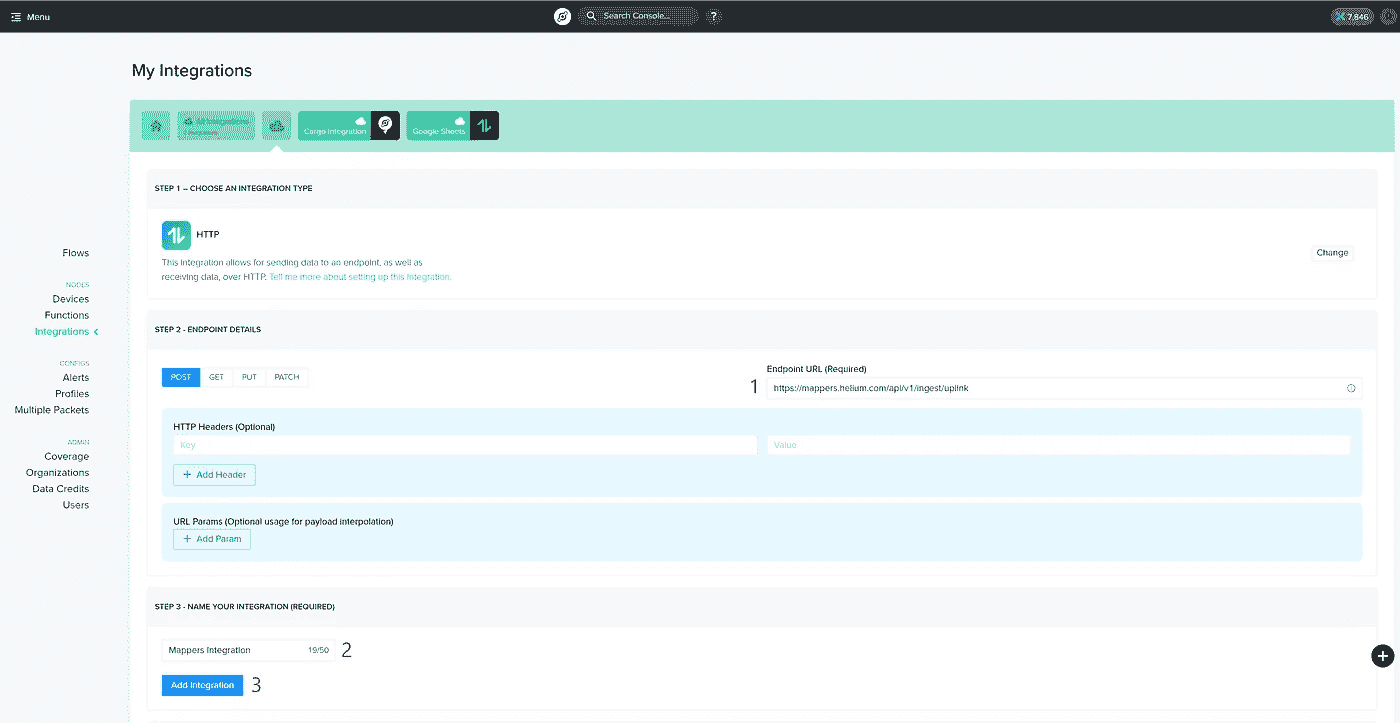 Menu
Search Console...
?
7,846
My Integrations
Cargo Integration
Google Sheets
Flows
NODES
Devices
Functions
Integrations
CONFIGS
Alerts
Profiles
Multiple Packets
ADMIN
Coverage
Organizations
Data Credits
Users
STEP 1 – CHOOSE AN INTEGRATION TYPE
HTTP
This integration allows for sending data to an endpoint, as well as
receiving data, over HTTP. Tell me more about setting up this integration.
Change
STEP 2 - ENDPOINT DETAILS
POST GET PUT PATCH
Endpoint URL (Required)
1 https://mappers.helium.com/api/v1/ingest/uplink
HTTP Headers (Optional)
Key Value
+ Add Header
URL Params (Optional usage for payload interpolation)
+ Add Param
STEP 3 - NAME YOUR INTEGRATION (REQUIRED)
Mappers Integration 19/50 2
Add Integration 3